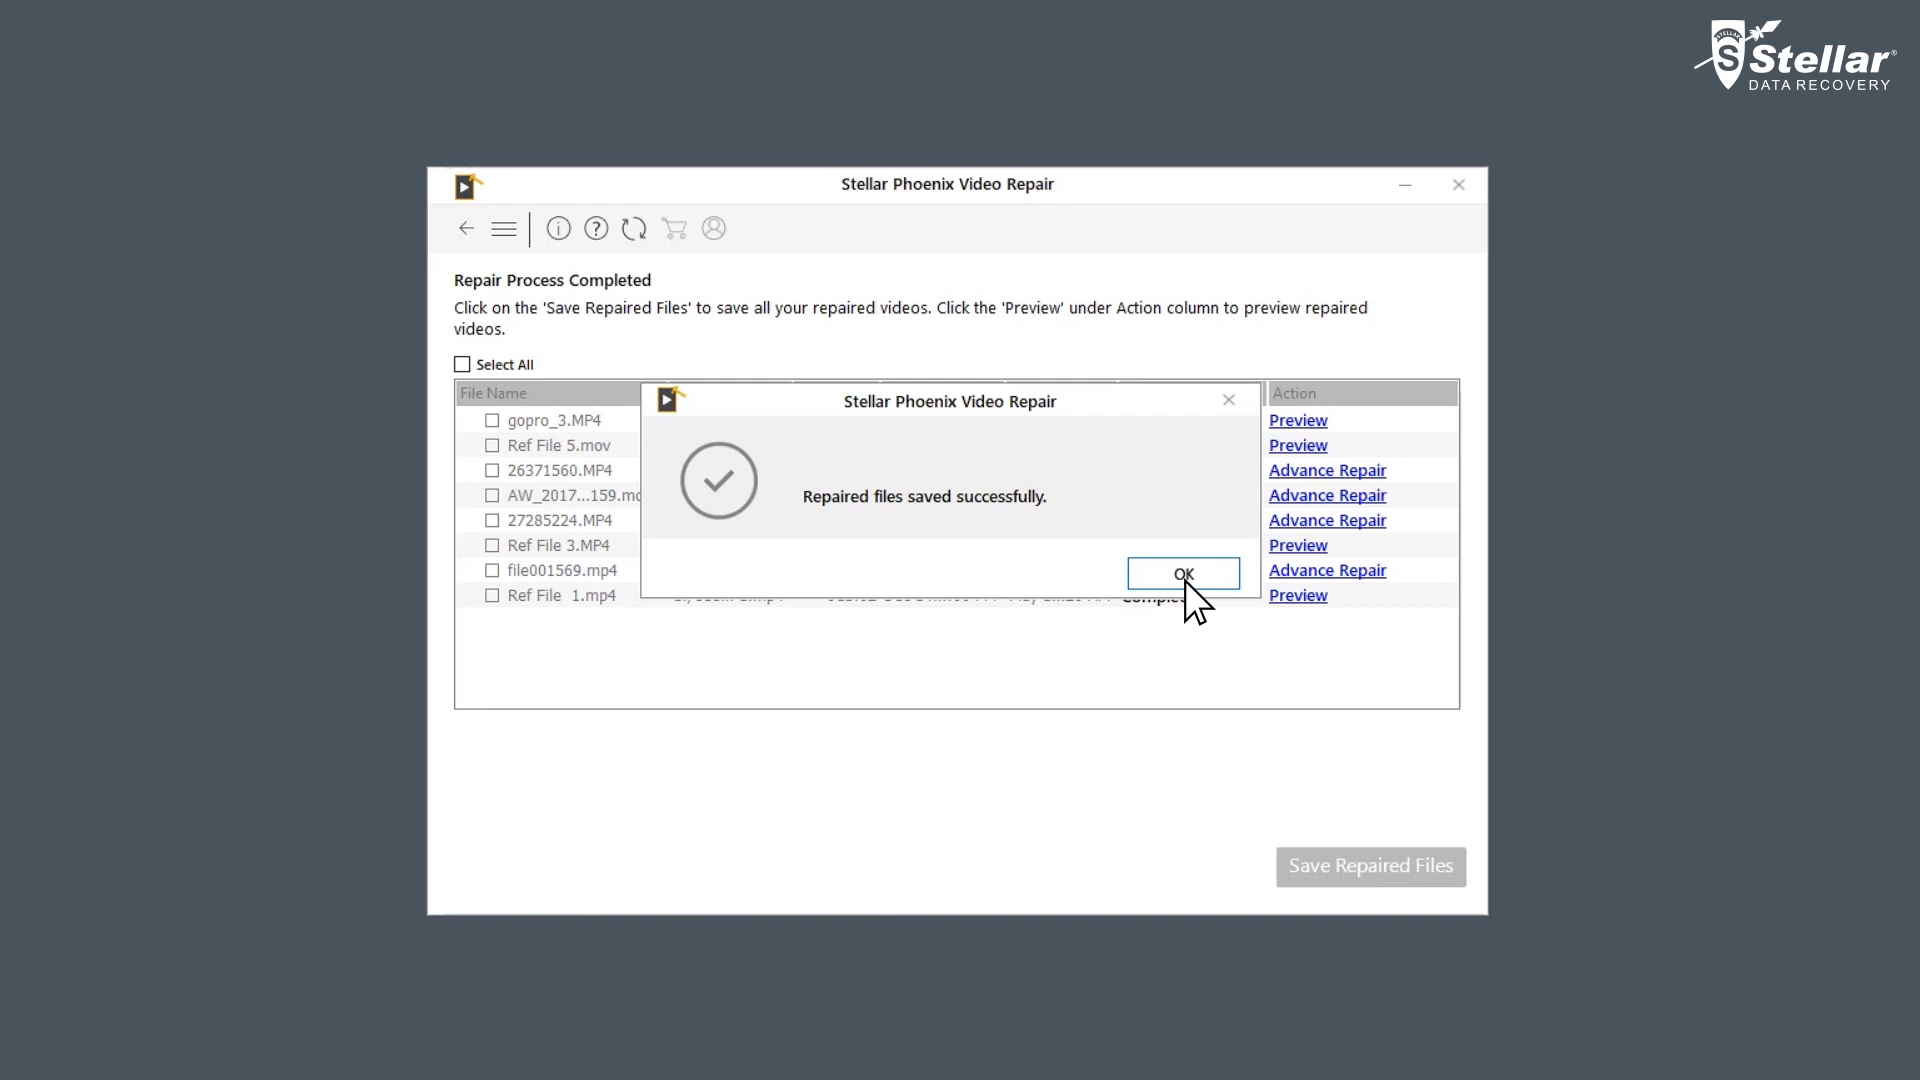 STELLAR
S Stellar®
DATA RECOVERY
Stellar Phoenix Video Repair
Repair Process Completed
Click on the 'Save Repaired Files' to save all your repaired videos. Click the 'Preview' under Action column to preview repaired
videos.
Select All
File Name
Action
Stellar Phoenix Video Repair
Repaired files saved successfully.
OK
gopro_3.MP4 Preview
Ref File 5.mov Preview
26371560.MP4 Advance Repair
AW_2017...159.mo Advance Repair
27285224.MP4 Advance Repair
Ref File 3.MP4 Preview
file001569.mp4 Advance Repair
Ref File 1.mp4 Preview
Save Repaired Files